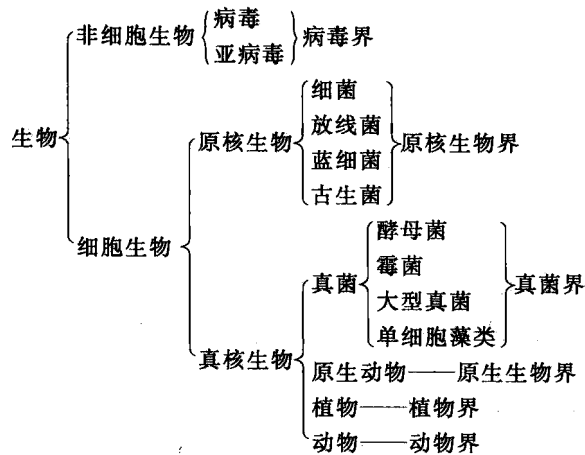 非细胞生物
病毒
亚病毒
病毒界
生物
细胞生物
原核生物
细菌
放线菌
蓝细菌
古生菌
原核生物界
真核生物
真菌
酵母菌
霉菌
大型真菌
单细胞藻类
真菌界
原生动物——原生生物界
植物——植物界
动物——动物界